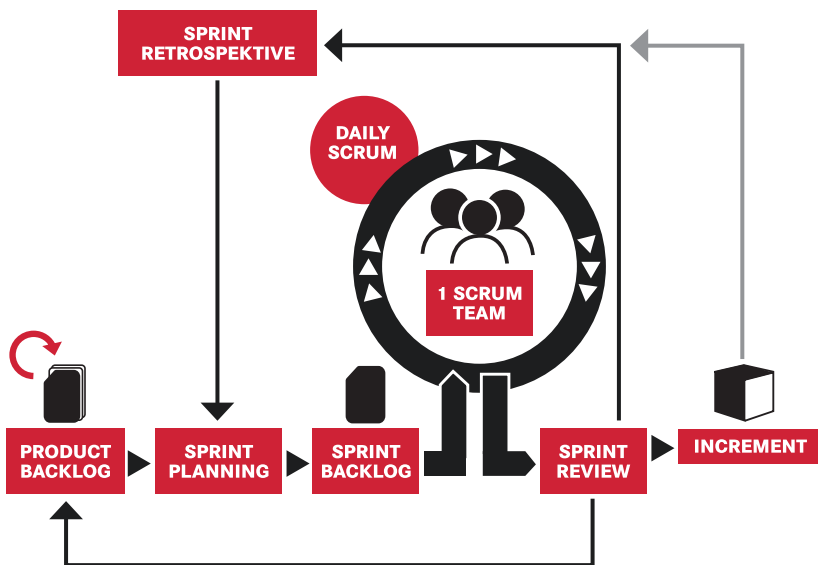 SPRINT
RETROSPEKTIVE
DAILY
SCRUM
1 SCRUM
TEAM
PRODUCT
BACKLOG
SPRINT
PLANNING
SPRINT
BACKLOG
SPRINT
REVIEW
INCREMENT